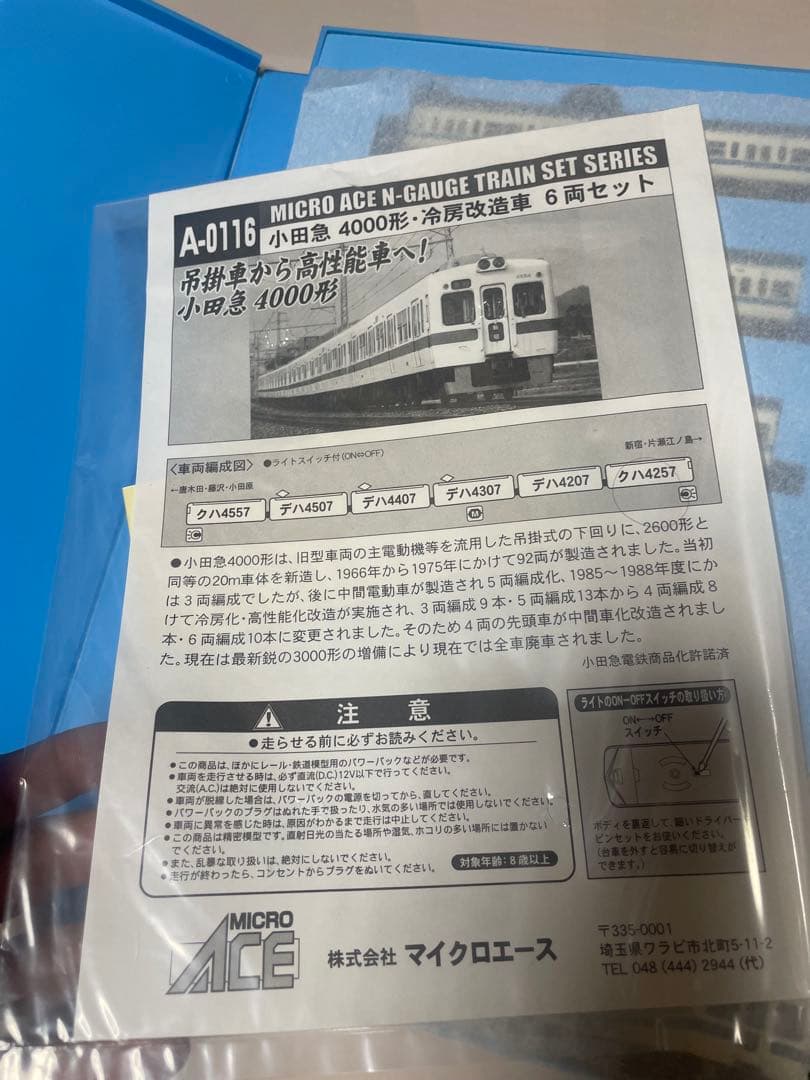 MICRO ACE N-GAUGE TRAIN SET SERIES
A-0116 小田急 4000形・冷房改造車 6両セット
吊掛車から高性能車へ!
小田急 4000形
〈車両編成図〉 ●ライトスイッチ付(ON⇔OFF)
新宿・片瀬江ノ島→
←唐木田・藤沢・小田原
クハ4557 デハ4507 デハ4407 デハ4307 デハ4207 クハ4257
M
●小田急4000形は、旧型車両の主電動機等を流用した吊掛式の下回りに、2600形と
同等の20m車体を新造し、1966年から1975年にかけて92両が製造されました。当初
は3両編成でしたが、後に中間電動車が製造され5両編成化、1985~1988年度にか
けて冷房化・高性能化改造が実施され、3両編成9本・5両編成13本から4両編成8
本・6両編成10本に変更されました。そのため4両の先頭車が中間車化改造されまし
た。現在は最新鋭の3000形の増備により現在では全車廃車されました。
小田急電鉄商品化許諾済
注意
●走らせる前に必ずお読みください。
●この商品は、ほかにレール・鉄道模型用のパワーパックなどが必要です。
●車両を走行させる時は、必ず直流(D.C.)12V以下で行ってください。
交流(A.C.)は絶対に使用しないでください。
●車両が脱線した場合は、パワーパックの電源を切ってから、直してください。
●パワーパックのプラグはぬれた手で扱ったり、水気の多い場所では使用しないでください。
●車両に異常を感じた時は、原因がわかるまで走行は中止してください。
●この商品は精密模型です。直射日光の当たる場所や湿気、ホコリの多い場所には置かない
でください。
●また、乱暴な取り扱いは、絶対にしないでください。
●走行が終わったら、コンセントからプラグをぬいてください。
対象年齢:8歳以上
ライトのON-OFFスイッチの取り扱い方
ON←→OFF
スイッチ
ボディを裏返して、細いドライバー
ピンセットをお使いください。
(台車を外すと容易に切り替えが
できます。)
MICRO
ACE
株式会社 マイクロエース
〒335-0001
埼玉県ワラビ市北町5-11-2
TEL 048 (444) 2944 (代)